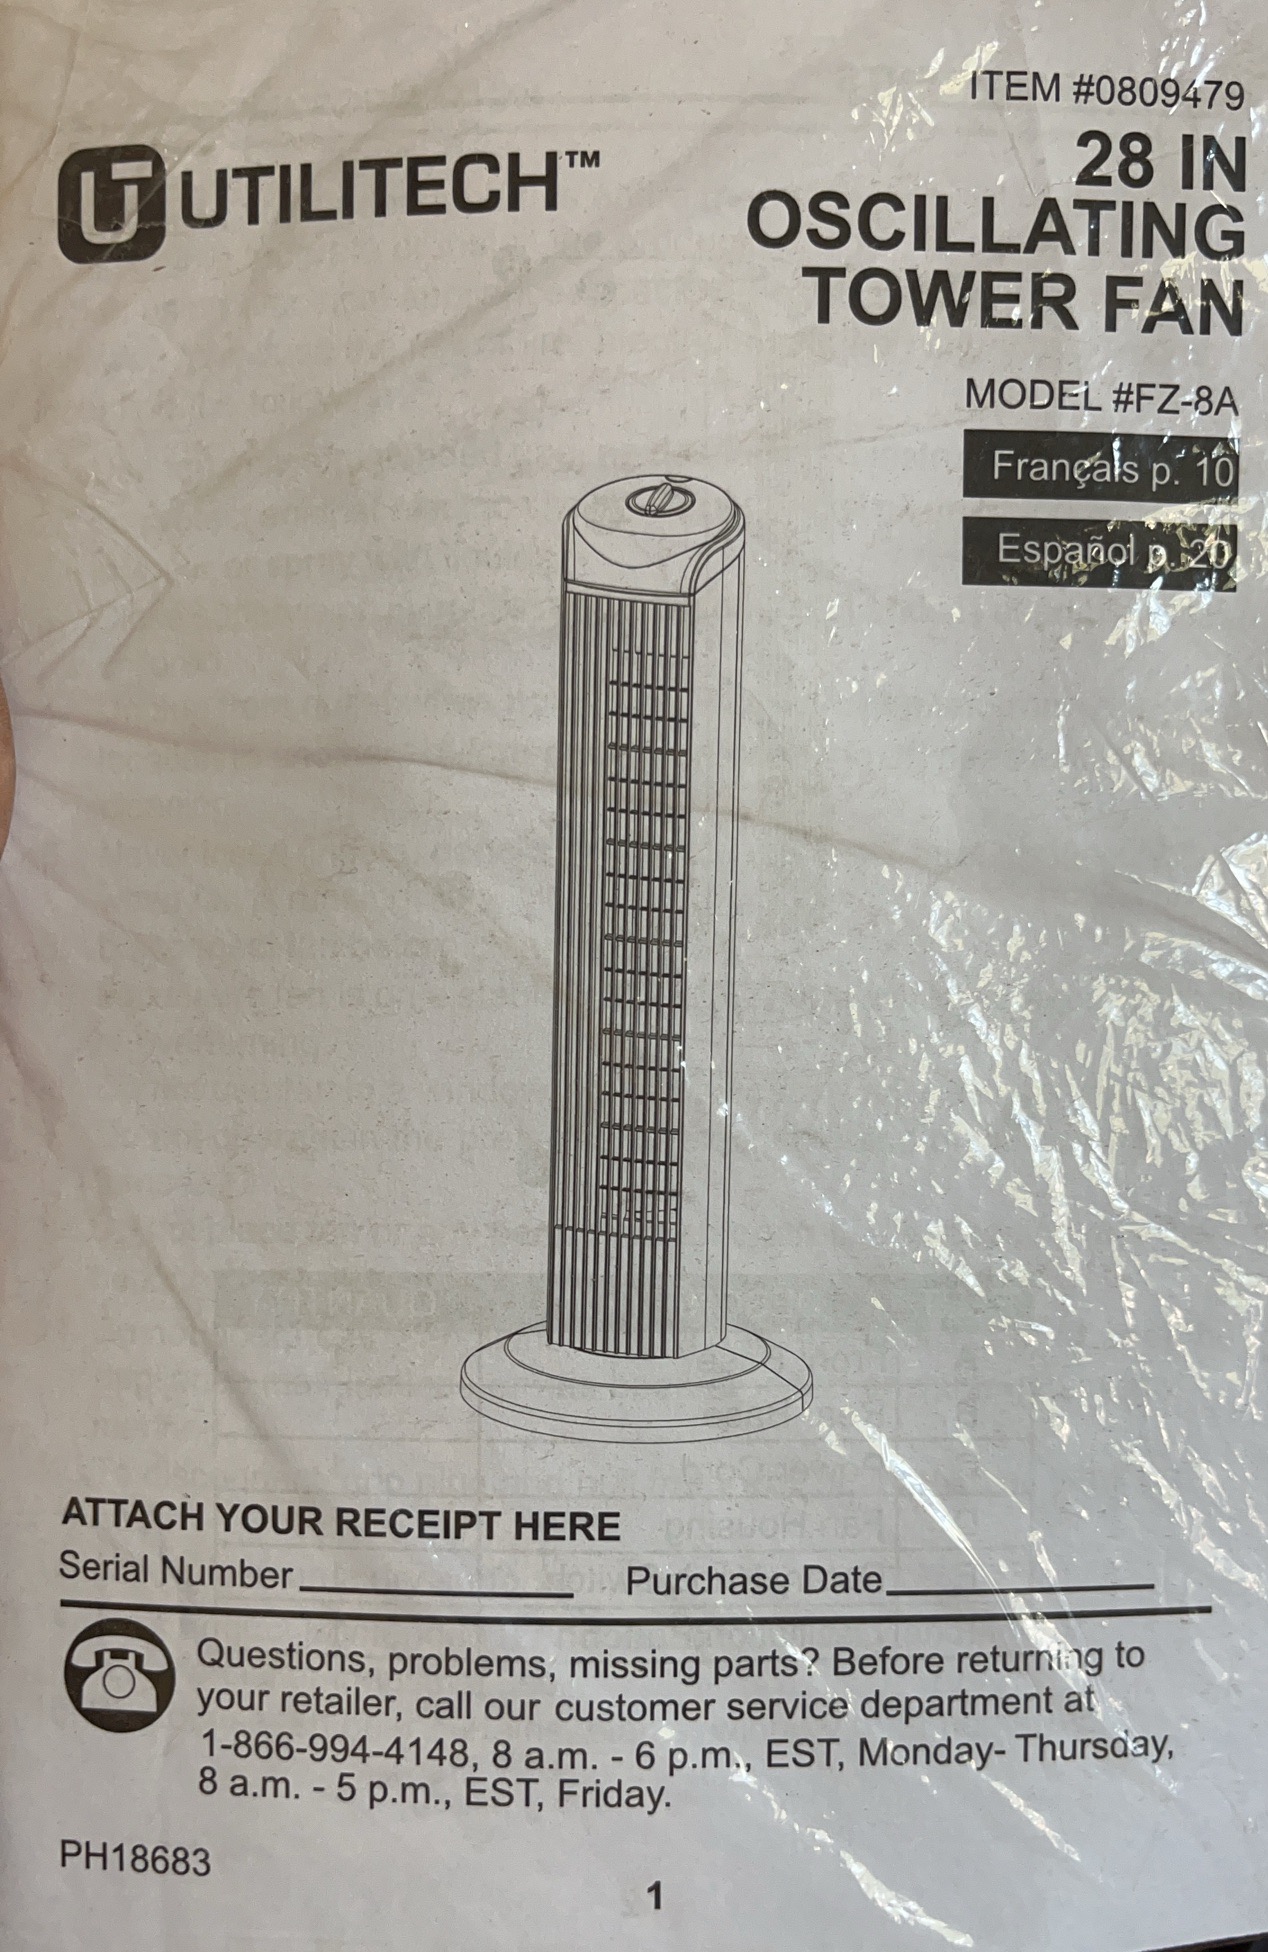 ITEM #0809479
UTILITECH™
28 IN
OSCILLATING
TOWER FAN
MODEL #FZ-8A
Français p. 10
Español p. 20
ATTACH YOUR RECEIPT HERE
Serial Number Purchase Date
Questions, problems, missing parts? Before returning to
your retailer, call our customer service department at
1-866-994-4148, 8 a.m. - 6 p.m., EST, Monday- Thursday,
8 a.m. - 5 p.m., EST, Friday.
PH18683
1